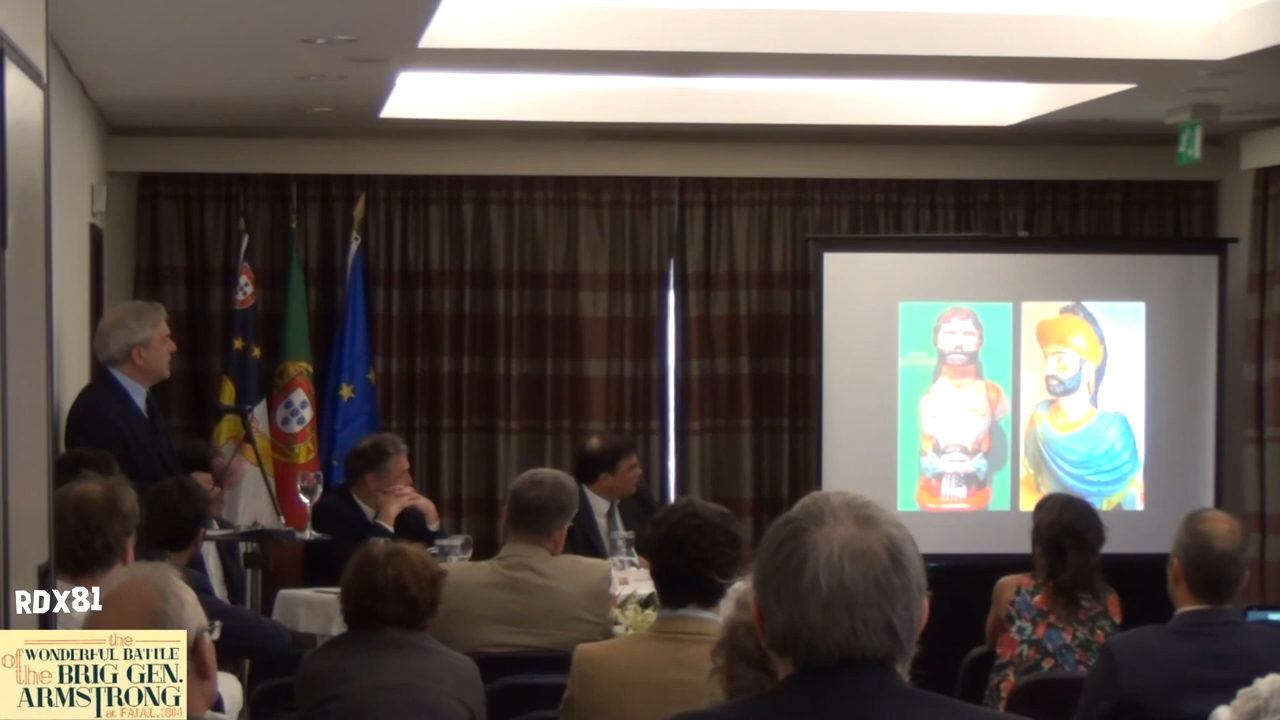 RDX81
the
of WONDERFUL BATTLE
the BRIG GEN.
ARMSTRONG
at FAIAL. 1814